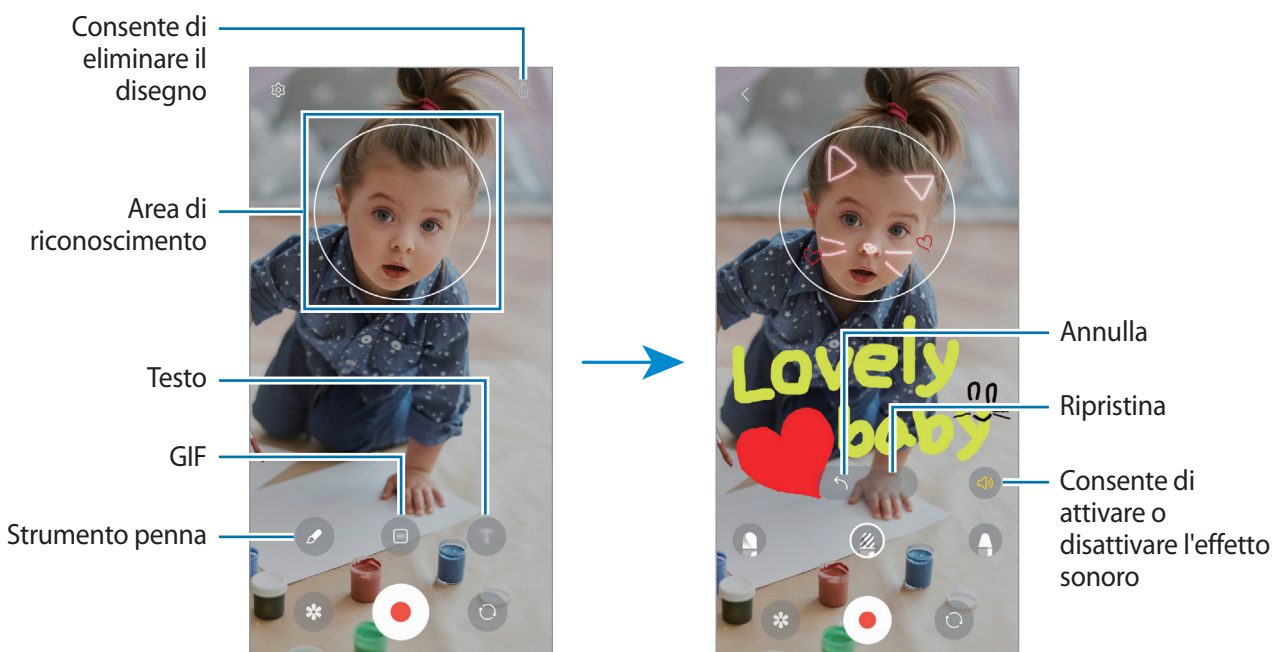 Consente di
eliminare il
disegno
Area di
riconoscimento
Testo
GIF
Strumento penna
T
Lovely
baby
Annulla
Ripristina
Consente di
attivare o
disattivare l'effetto
sonoro